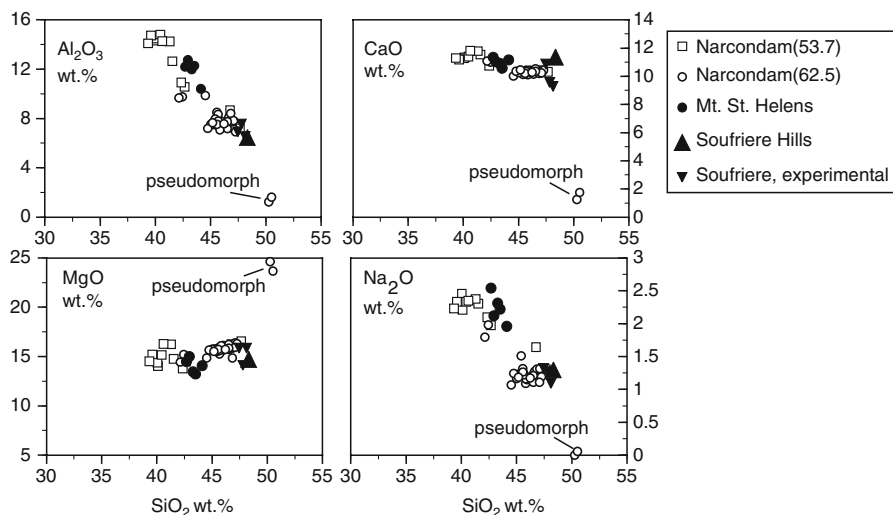 16
12
8
4
0
Al₂O₃
wt.%
pseudomorph
30 35 40 45 50 55
CaO
wt.%
pseudomorph
14
12
10
8
6
4
2
0
30 35 40 45 50 55
□ Narcondam(53.7)
○ Narcondam(62.5)
● Mt. St. Helens
▲ Soufriere Hills
▼ Soufriere, experimental
25
20
15
10
5
MgO
wt.%
pseudomorph
30 35 40 45 50 55
SiO₂ wt.%
Na₂O
wt.%
pseudomorph
3
2.5
2
1.5
1
0.5
0
30 35 40 45 50 55
SiO₂ wt.%